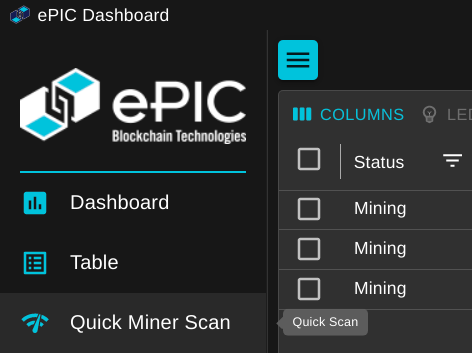 ePIC Dashboard
ePIC
Blockchain Technologies
Dashboard
Table
Quick Miner Scan
COLUMNS
Status
Mining
Mining
Mining
Quick Scan